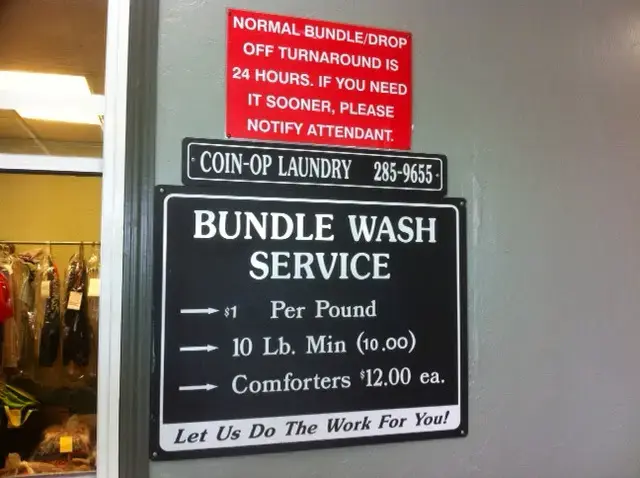 NORMAL BUNDLE/DROP
OFF TURNAROUND IS
24 HOURS. IF YOU NEED
IT SOONER, PLEASE
NOTIFY ATTENDANT.
COIN-OP LAUNDRY 285-9655
BUNDLE WASH
SERVICE
→ $1 Per Pound
→ 10 Lb. Min (10.00)
→ Comforters $12.00 ea.
Let Us Do The Work For You!